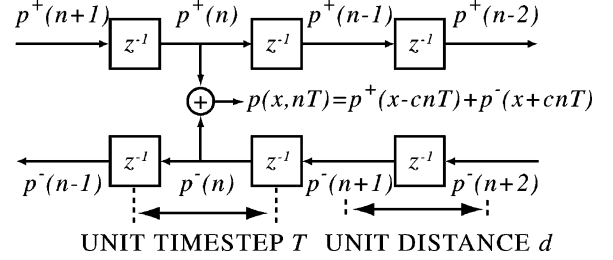 p⁺(n+1) p⁺(n) p⁺(n-1) p⁺(n-2)
z⁻¹ z⁻¹ z⁻¹
+ p(x,nT)=p⁺(x-cnT)+p⁻(x+cnT)
z⁻¹ z⁻¹ z⁻¹
p⁻(n-1) p⁻(n) p⁻(n+1) p⁻(n+2)
UNIT TIMESTEP T UNIT DISTANCE d